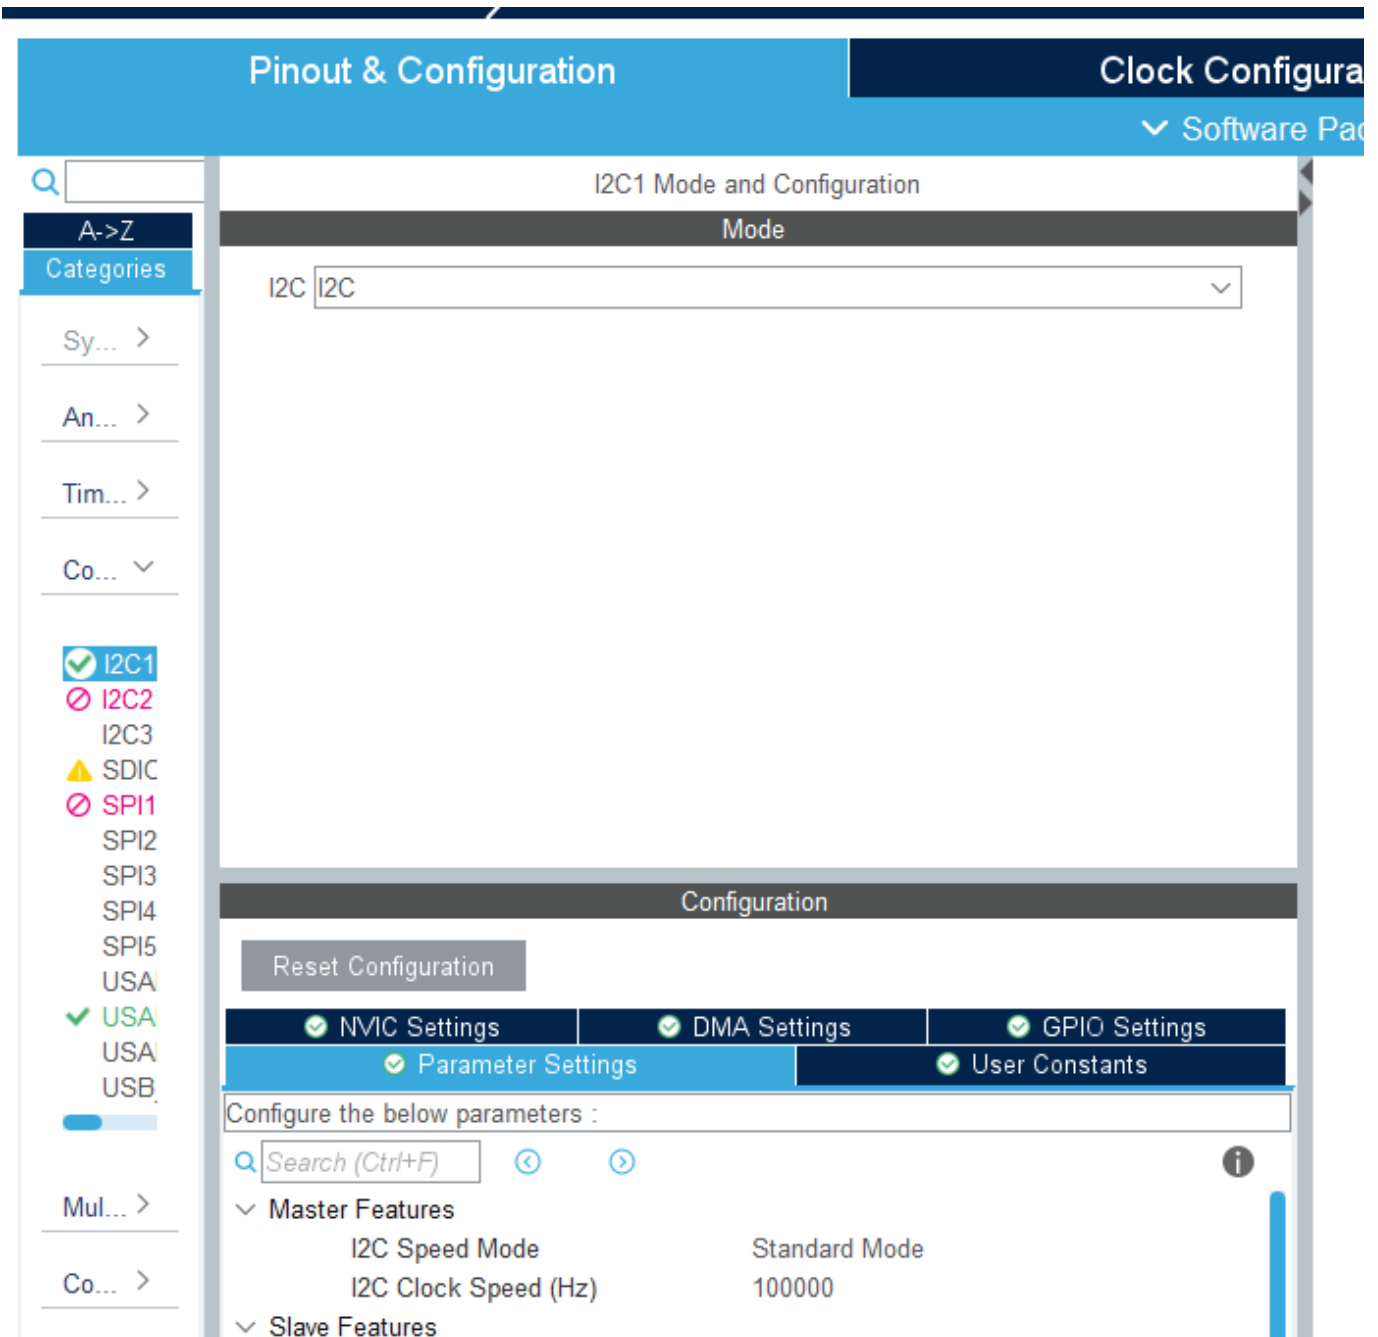 Pinout & Configuration
Clock Configura
Software Pac
I2C1 Mode and Configuration
A->Z
Mode
Categories
I2C I2C
Sy...
An...
Tim...
Co...
I2C1
I2C2
I2C3
SDIC
SPI1
SPI2
SPI3
SPI4
SPI5
USA
USA
USA
USB_
Mul...
Co...
Configuration
Reset Configuration
NVIC Settings
DMA Settings
GPIO Settings
Parameter Settings
User Constants
Configure the below parameters :
Search (Ctrl+F)
Master Features
I2C Speed Mode Standard Mode
I2C Clock Speed (Hz) 100000
Slave Features